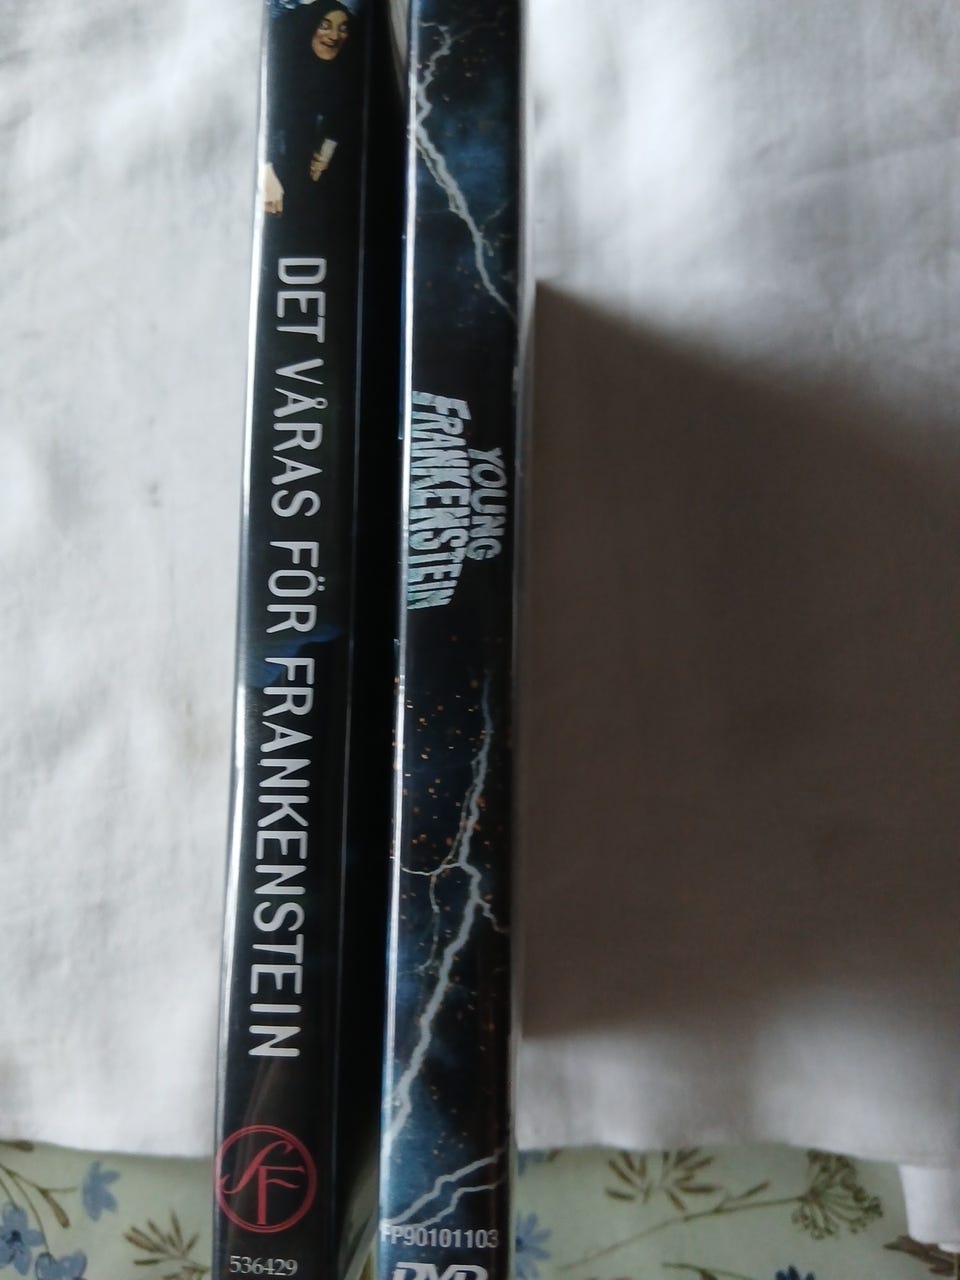 DET VÅRAS FÖR FRANKENSTEIN
SF
536429
YOUNG
FRANKENSTEIN
FP90101103
DVD